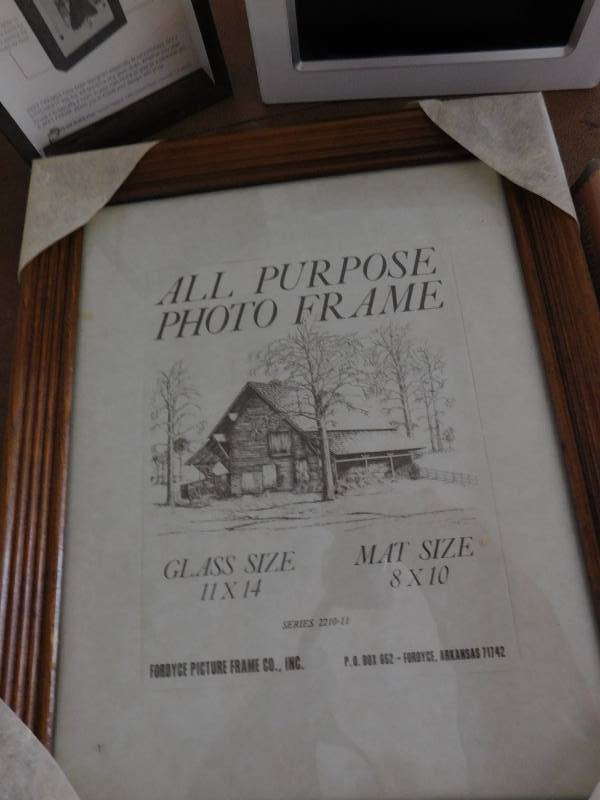 ALL PURPOSE
PHOTO FRAME
GLASS SIZE
11 X 14
MAT SIZE
8 X 10
SERIES 2210-11
FORDYCE PICTURE FRAME CO., INC.
P. O. BOX 652 - FORDYCE, ARKANSAS 71742